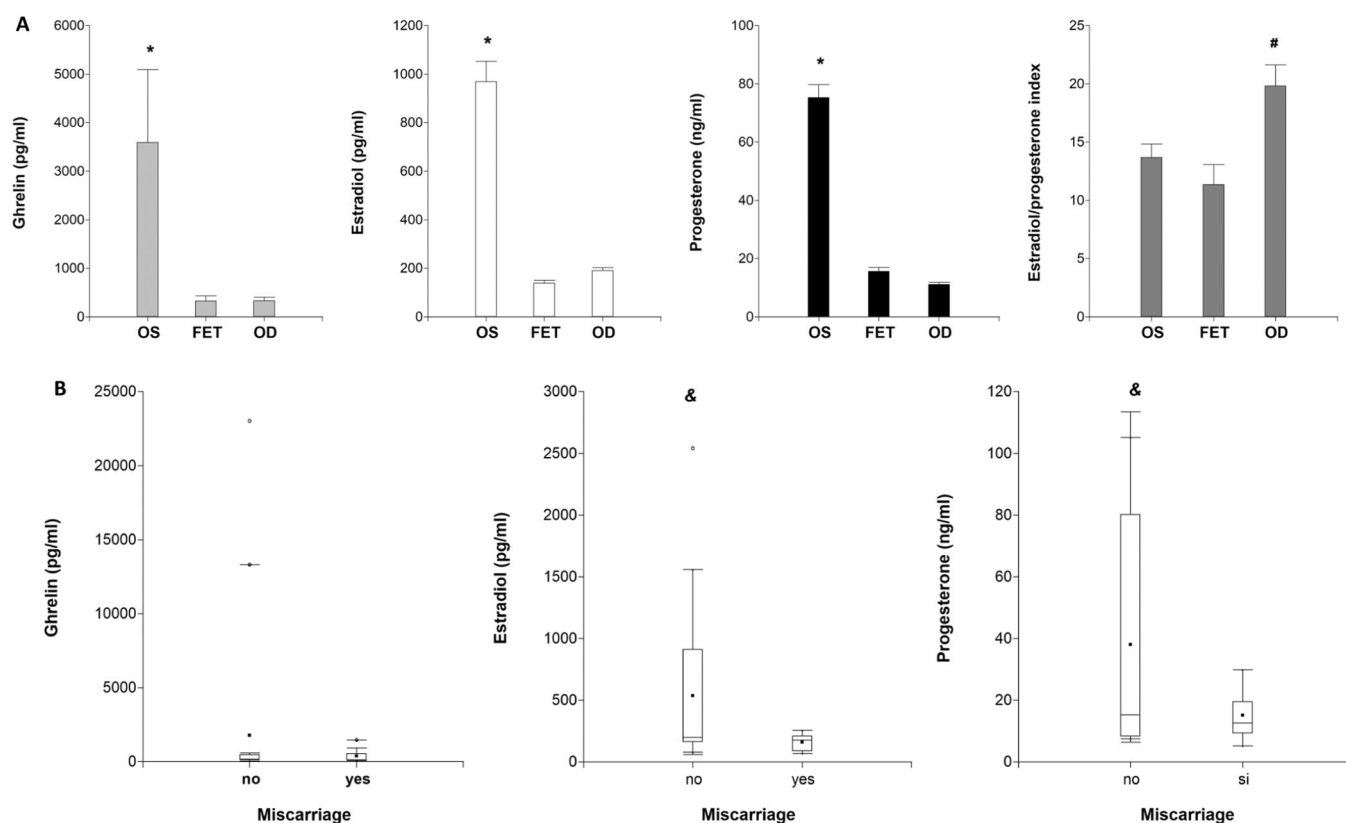 A
Ghrelin (pg/ml)
6000
5000
4000
3000
2000
1000
0
*
OS FET OD
Estradiol (pg/ml)
1200
1000
800
600
400
200
0
*
OS FET OD
Progesterone (ng/ml)
100
80
60
40
20
0
*
OS FET OD
Estradiol/progesterone index
25
20
15
10
5
0
#
OS FET OD
B
Ghrelin (pg/ml)
25000
20000
15000
10000
5000
0
no yes
Miscarriage
Estradiol (pg/ml)
3000
2500
2000
1500
1000
500
0
&
no yes
Miscarriage
Progesterone (ng/ml)
120
100
80
60
40
20
0
&
no si
Miscarriage